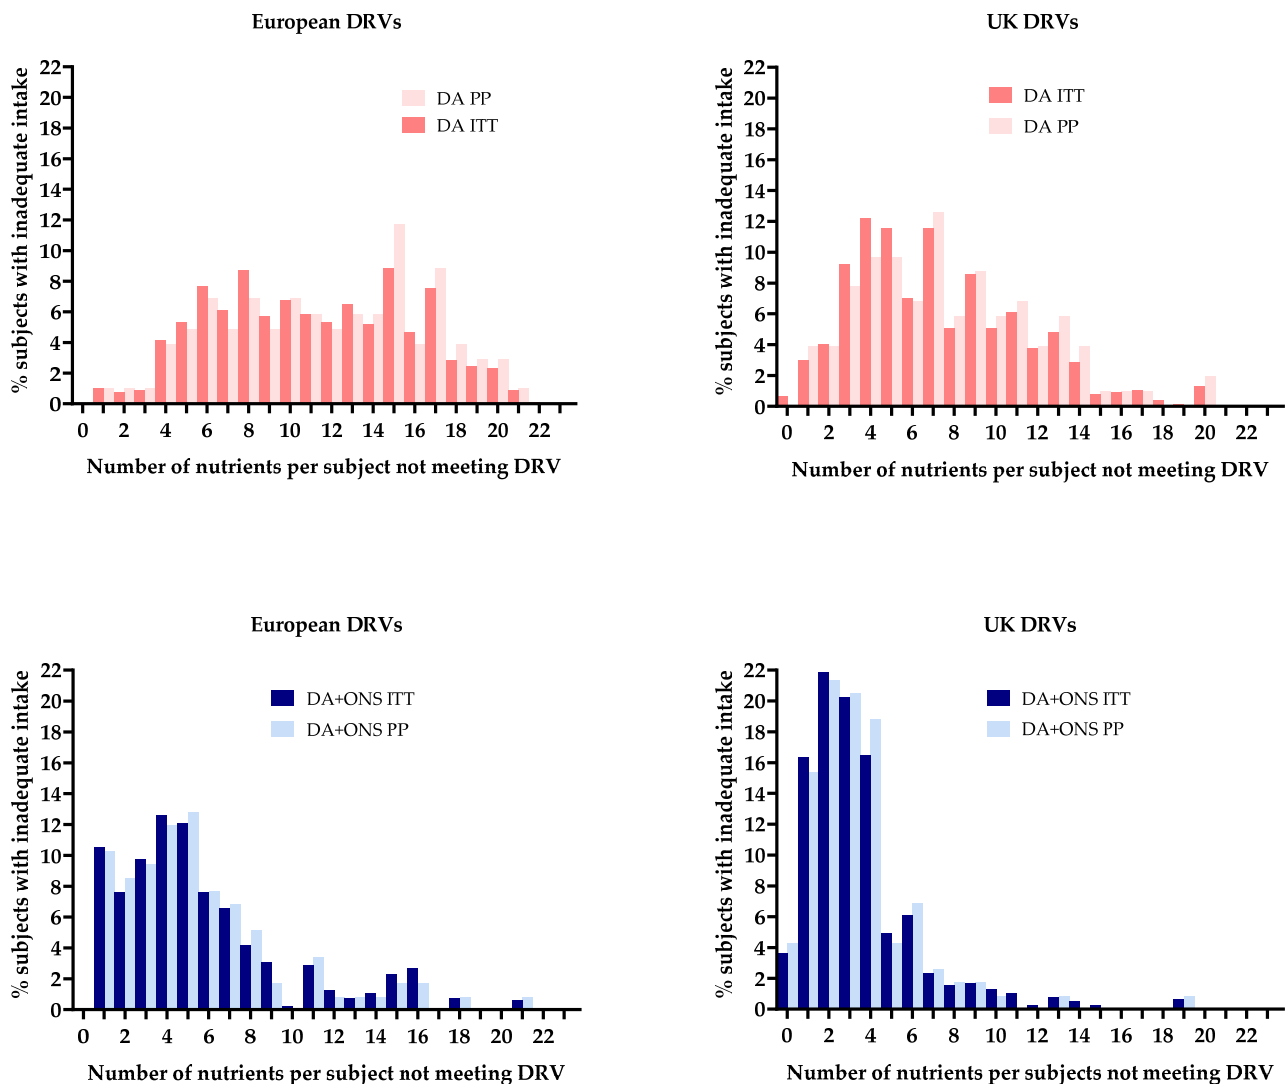 European DRVs
% subjects with inadequate intake
22
20
18
16
14
12
10
8
6
4
2
0
DA PP
DA ITT
0 2 4 6 8 10 12 14 16 18 20 22
Number of nutrients per subject not meeting DRV
UK DRVs
% subjects with inadequate intake
22
20
18
16
14
12
10
8
6
4
2
0
DA ITT
DA PP
0 2 4 6 8 10 12 14 16 18 20 22
Number of nutrients per subject not meeting DRV
European DRVs
% subjects with inadequate intake
22
20
18
16
14
12
10
8
6
4
2
0
DA+ONS ITT
DA+ONS PP
0 2 4 6 8 10 12 14 16 18 20 22
Number of nutrients per subject not meeting DRV
UK DRVs
% subjects with inadequate intake
22
20
18
16
14
12
10
8
6
4
2
0
DA+ONS ITT
DA+ONS PP
0 2 4 6 8 10 12 14 16 18 20 22
Number of nutrients per subjects not meeting DRV